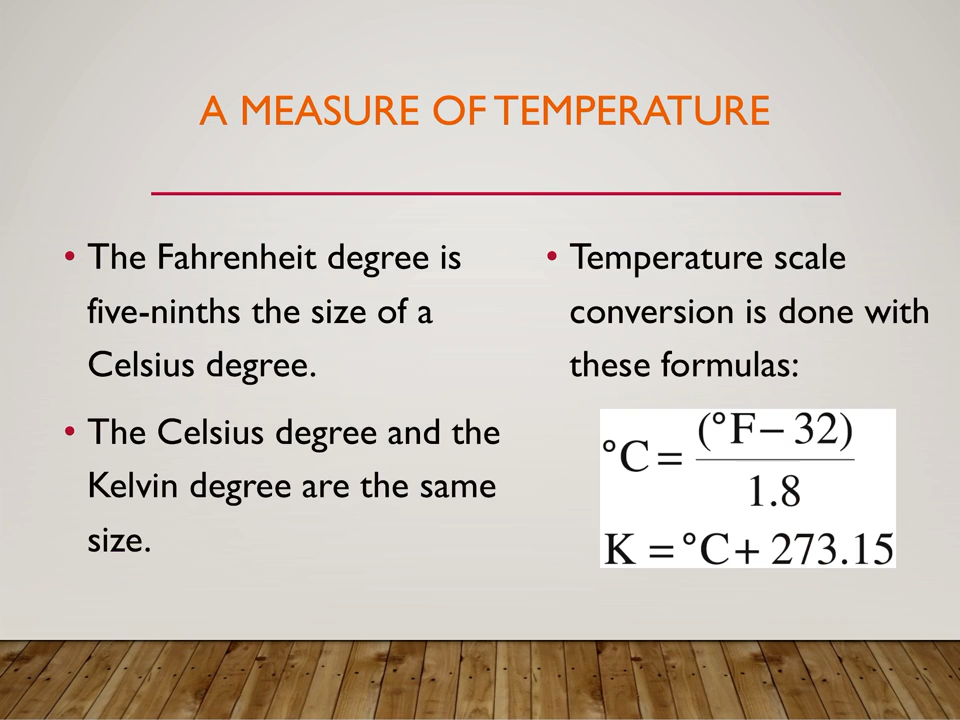 A MEASURE OF TEMPERATURE
• The Fahrenheit degree is
five-ninths the size of a
Celsius degree.
• The Celsius degree and the
Kelvin degree are the same
size.
• Temperature scale
conversion is done with
these formulas:
°C = (°F − 32) / 1.8
K = °C + 273.15